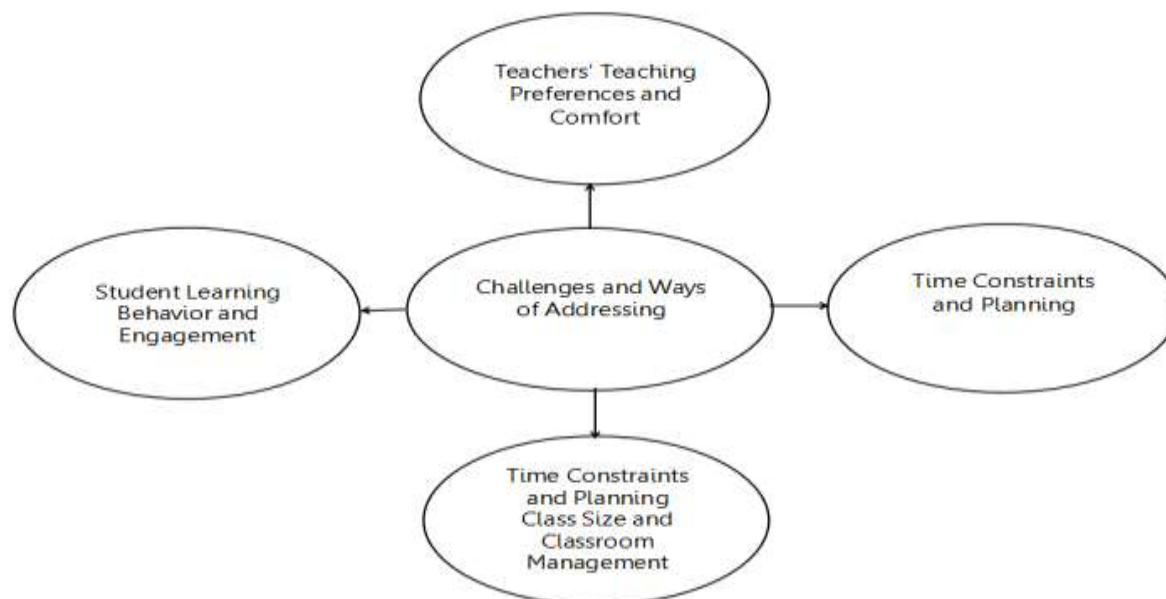 Teachers' Teaching
Preferences and
Comfort
Student Learning
Behavior and
Engagement
Challenges and Ways
of Addressing
Time Constraints
and Planning
Time Constraints
and Planning
Class Size and
Classroom
Management